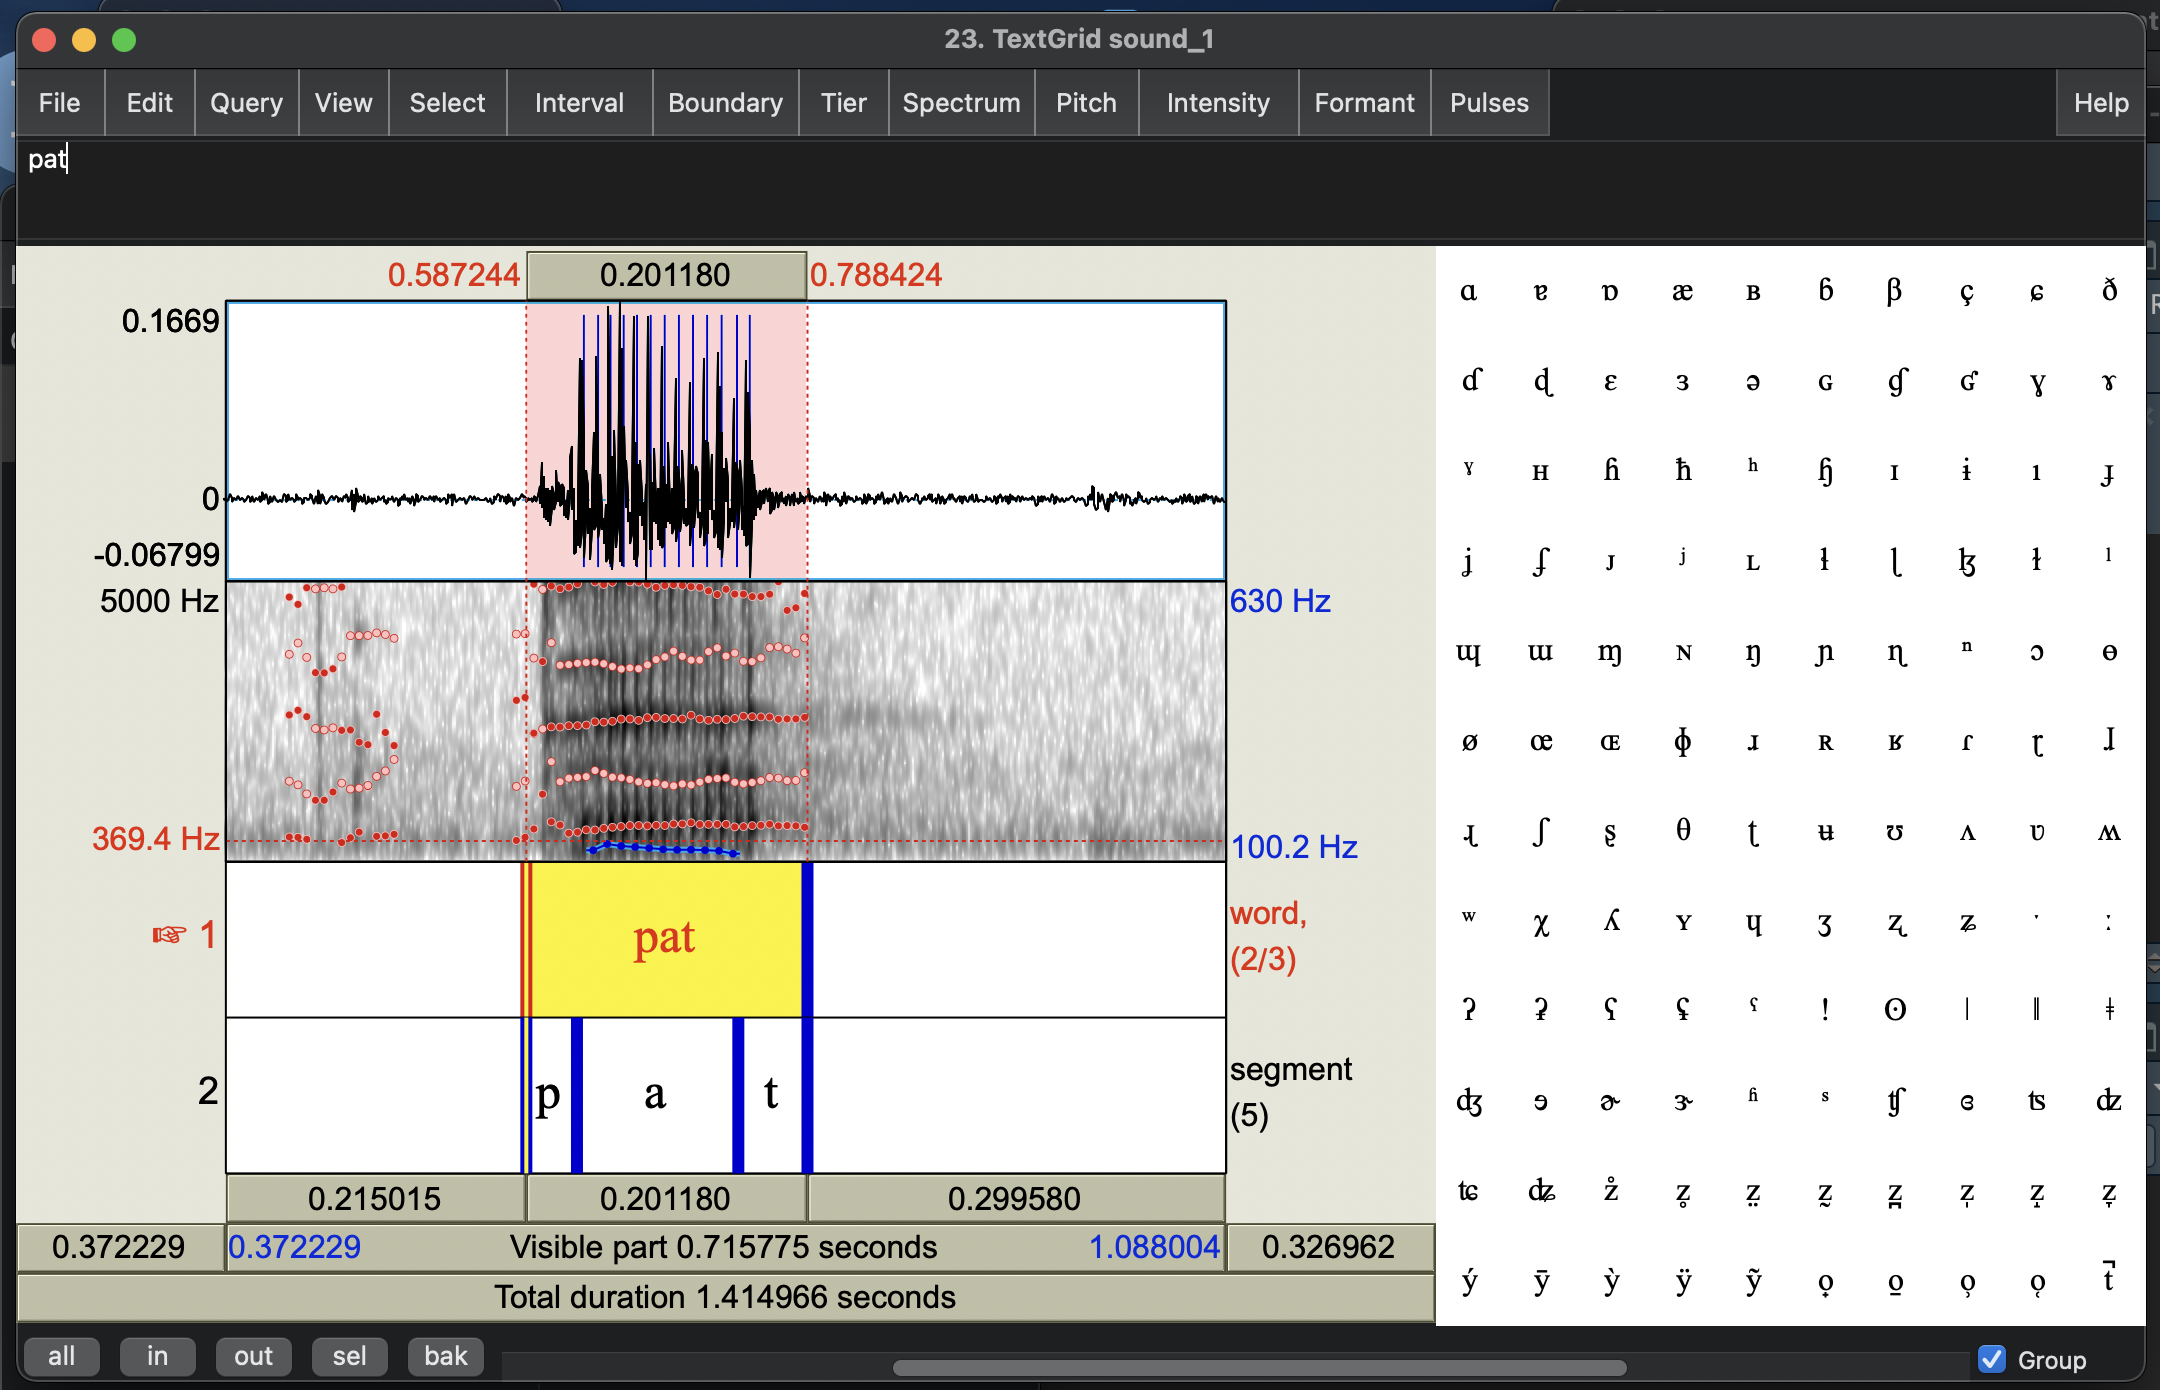 23. TextGrid sound_1
File Edit Query View Select Interval Boundary Tier Spectrum Pitch Intensity Formant Pulses Help
pat
0.587244 0.201180 0.788424
0.1669
0
-0.06799
5000 Hz 630 Hz
369.4 Hz 100.2 Hz
☞ 1 pat word, (2/3)
2 p a t segment (5)
0.215015 0.201180 0.299580
0.372229 0.372229 Visible part 0.715775 seconds 1.088004 0.326962
Total duration 1.414966 seconds
all in out sel bak Group
ɑ ɐ ɒ æ ʙ ɓ β ç ɕ ð
ɗ ɖ ɛ ɜ ə ɢ ɠ ʛ ɣ ɤ
ˠ ʜ ɦ ħ ʰ ɧ ɪ ɨ ı ɟ
ʝ ʄ ᴊ ʲ ʟ ɫ ɭ ɮ ɬ ˡ
ɰ ɯ ɱ ɴ ŋ ɲ ɳ ⁿ ɔ ɵ
ø œ ɶ ɸ ɹ ʀ ʁ ɾ ɽ ɺ
ɻ ʃ ʂ θ ʈ ʉ ʊ ʌ ʋ ʍ
ʷ χ ʎ ʏ ɥ ʒ ʐ ʑ ˑ ː
ʔ ʡ ʕ ʢ ˤ ! ʘ ǀ ǁ ǂ
ʤ ɘ ɚ ɝ ʱ ˢ ʧ ɞ ʦ ʣ
ʨ ʥ z̊ z̥ z̤ z̰ z̪ z̩ z̺ z̩
ý ȳ ỳ ÿ ỹ o̟ o̠ o̹ o̜ t̚